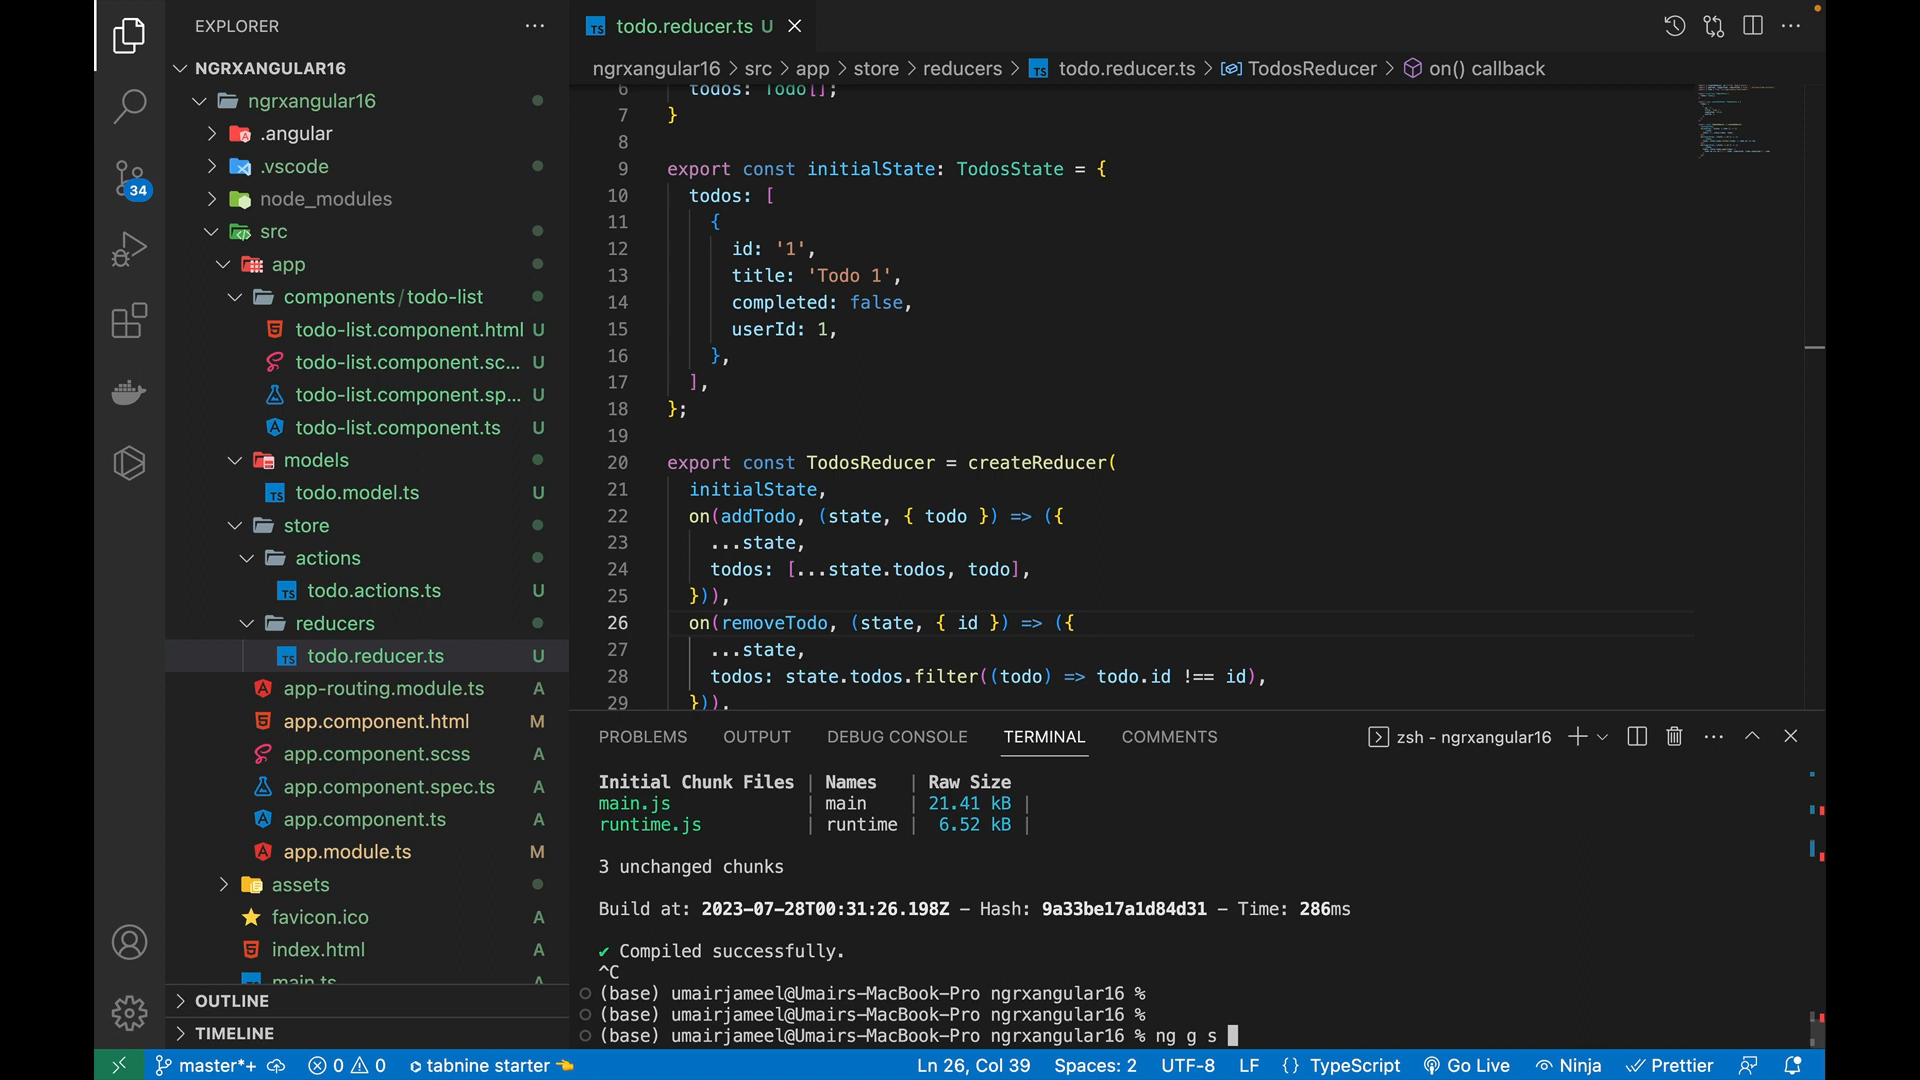 EXPLORER
NGRXANGULAR16
ngrxangular16
.angular
.vscode
node_modules
src
app
components/todo-list
todo-list.component.html U
todo-list.component.sc... U
todo-list.component.sp... U
todo-list.component.ts U
models
todo.model.ts U
store
actions
todo.actions.ts U
reducers
todo.reducer.ts U
app-routing.module.ts A
app.component.html M
app.component.scss A
app.component.spec.ts A
app.component.ts A
app.module.ts M
assets
favicon.ico A
index.html A
main.ts A
OUTLINE
TIMELINE
34
TS todo.reducer.ts U
ngrxangular16 > src > app > store > reducers > TS todo.reducer.ts > TodosReducer > on() callback
6 todos: Todo[];
7 }
8
9 export const initialState: TodosState = {
10 todos: [
11 {
12 id: '1',
13 title: 'Todo 1',
14 completed: false,
15 userId: 1,
16 },
17 ],
18 };
19
20 export const TodosReducer = createReducer(
21 initialState,
22 on(addTodo, (state, { todo }) => ({
23 ...state,
24 todos: [...state.todos, todo],
25 })),
26 on(removeTodo, (state, { id }) => ({
27 ...state,
28 todos: state.todos.filter((todo) => todo.id !== id),
29 })),
PROBLEMS OUTPUT DEBUG CONSOLE TERMINAL COMMENTS zsh - ngrxangular16
Initial Chunk Files | Names | Raw Size
main.js | main | 21.41 kB |
runtime.js | runtime | 6.52 kB |
3 unchanged chunks
Build at: 2023-07-28T00:31:26.198Z - Hash: 9a33be17a1d84d31 - Time: 286ms
✔ Compiled successfully.
^C
(base) umairjameel@Umairs-MacBook-Pro ngrxangular16 %
(base) umairjameel@Umairs-MacBook-Pro ngrxangular16 %
(base) umairjameel@Umairs-MacBook-Pro ngrxangular16 % ng g s
master*+ 0 0 tabnine starter Ln 26, Col 39 Spaces: 2 UTF-8 LF {} TypeScript Go Live Ninja Prettier